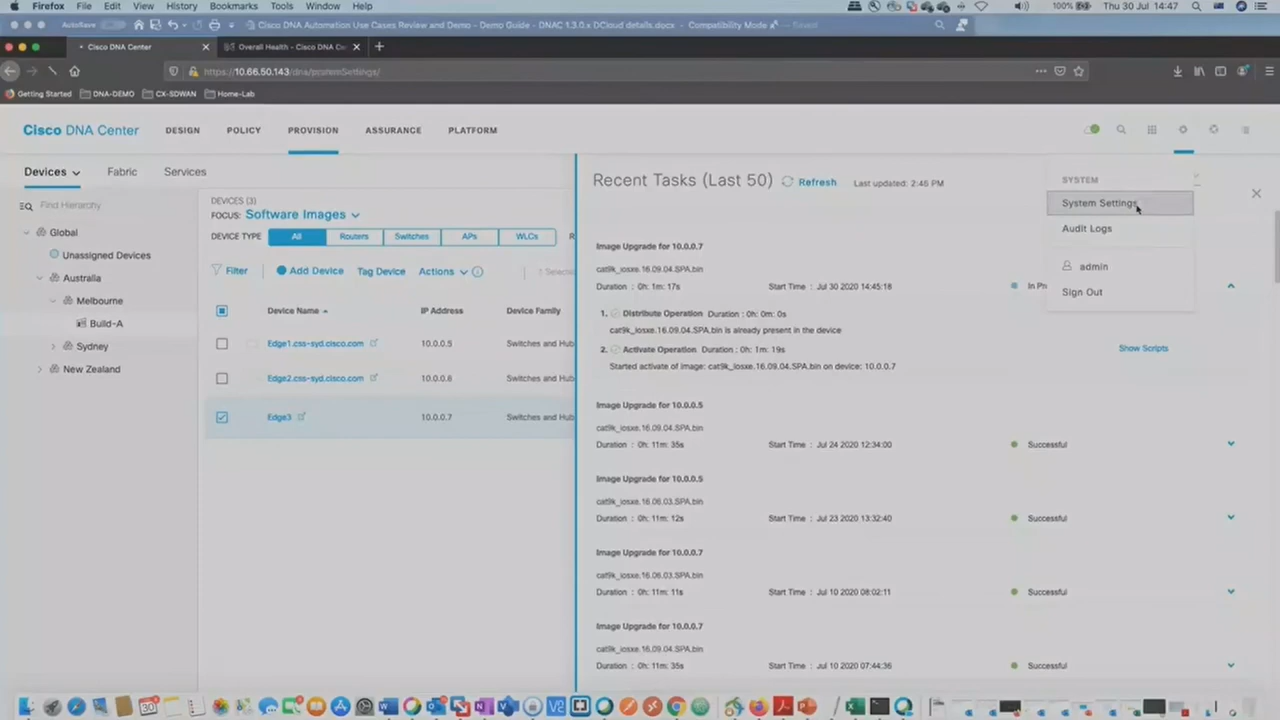 Firefox File Edit View History Bookmarks Tools Window Help 100% Thu 30 Jul 14:47
AutoSave Cisco DNA Automation Use Cases Review and Demo - Demo Guide - DNAC 1.3.0.x DCloud details.docx - Compatibility Mode
Cisco DNA Center Overall Health - Cisco DNA Ce
https://10.66.50.143/dna/systemSettings/
Getting Started DNA-DEMO CX-SDWAN Home-Lab
Cisco DNA Center DESIGN POLICY PROVISION ASSURANCE PLATFORM
Devices Fabric Services
Find Hierarchy
Global
Unassigned Devices
Australia
Melbourne
Build-A
Sydney
New Zealand
DEVICES (3)
FOCUS: Software Images
DEVICE TYPE All Routers Switches APs WLCs R
Filter Add Device Tag Device Actions 1 Selected
Device Name IP Address Device Family
Edge1.css-syd.cisco.com 10.0.0.5 Switches and Hub
Edge2.css-syd.cisco.com 10.0.0.6 Switches and Hub
Edge3 10.0.0.7 Switches and Hub
Recent Tasks (Last 50) Refresh Last updated: 2:46 PM
Image Upgrade for 10.0.0.7
cat9k_iosxe.16.09.04.SPA.bin
Duration : 0h: 1m: 17s Start Time : Jul 30 2020 14:45:18 In Pr
1. Distribute Operation Duration : 0h: 0m: 0s
cat9k_iosxe.16.09.04.SPA.bin is already present in the device
2. Activate Operation Duration : 0h: 1m: 19s Show Scripts
Started activate of image: cat9k_iosxe.16.09.04.SPA.bin on device: 10.0.0.7
Image Upgrade for 10.0.0.5
cat9k_iosxe.16.09.04.SPA.bin
Duration : 0h: 11m: 35s Start Time : Jul 24 2020 12:34:00 Successful
Image Upgrade for 10.0.0.5
cat9k_iosxe.16.06.03.SPA.bin
Duration : 0h: 11m: 12s Start Time : Jul 23 2020 13:32:40 Successful
Image Upgrade for 10.0.0.7
cat9k_iosxe.16.06.03.SPA.bin
Duration : 0h: 11m: 11s Start Time : Jul 10 2020 08:02:11 Successful
Image Upgrade for 10.0.0.7
cat9k_iosxe.16.09.04.SPA.bin
Duration : 0h: 11m: 35s Start Time : Jul 10 2020 07:44:36 Successful
SYSTEM
System Settings
Audit Logs
admin
Sign Out